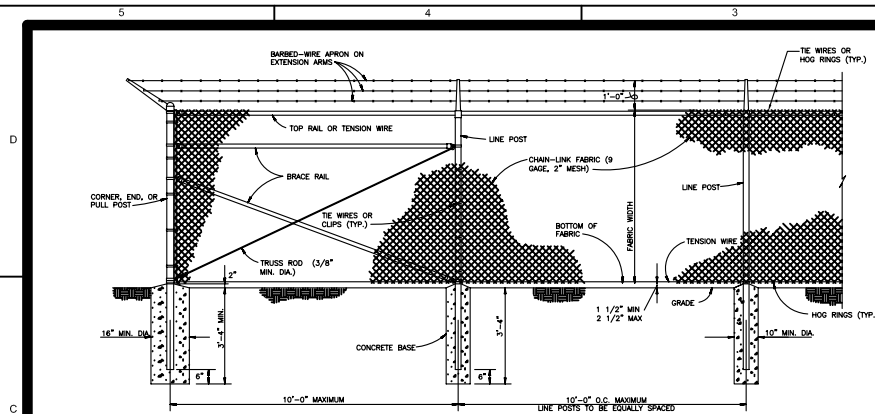 5
4
3
D
C
BARBED-WIRE APRON ON
EXTENSION ARMS
TIE WIRES OR
HOG RINGS (TYP.)
1'-0"
TOP RAIL OR TENSION WIRE
LINE POST
CHAIN-LINK FABRIC (9
GAGE, 2" MESH)
BRACE RAIL
CORNER, END, OR
PULL POST
LINE POST
TIE WIRES OR
CLIPS (TYP.)
FABRIC WIDTH
BOTTOM OF
FABRIC
TENSION WIRE
TRUSS ROD (3/8"
MIN. DIA.)
2"
GRADE
HOG RINGS (TYP.
1 1/2" MIN
2 1/2" MAX
16" MIN. DIA.
3'-4" MIN.
3'-4"
10" MIN. DIA.
CONCRETE BASE
6"
6"
10'-0" MAXIMUM
10'-0" O.C. MAXIMUM
LINE POSTS TO BE EQUALLY SPACED